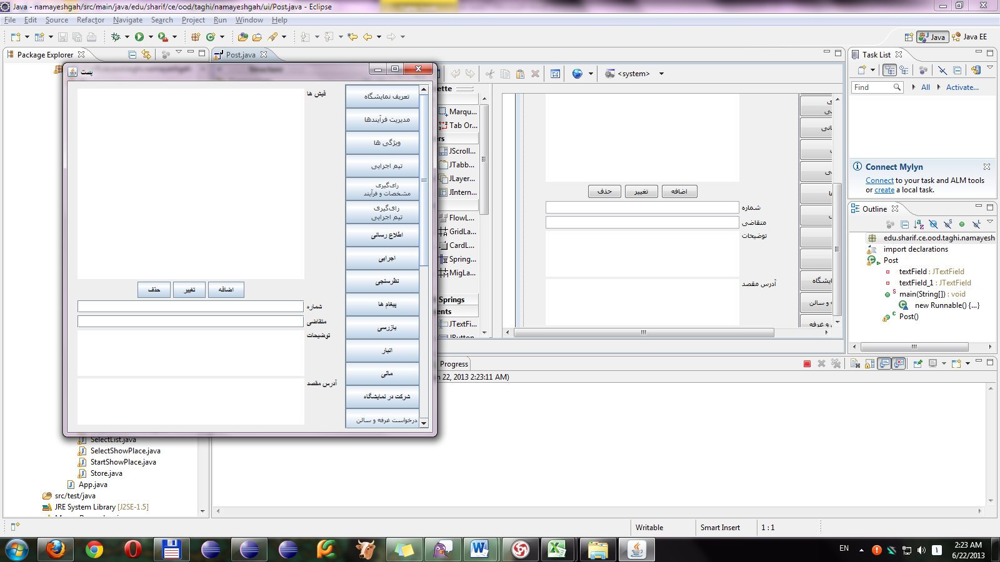 Java - namayeshgah/src/main/java/edu/sharif/ce/ood/taghi/namayeshgah/ui/Post.java - Eclipse
File Edit Source Refactor Navigate Search Project Run Window Help
Java
Java EE
Package Explorer
Post.java
Task List
پست
<system>
Find
All
Activate...
فیش ها
تعریف نمایشگاه
مدیریت فرآیندها
ویژگی ها
تیم اجرایی
رای‌گیری
مشخصات و فرآیند
رای‌گیری
تیم اجرایی
اطلاع رسانی
اجرایی
نظرسنجی
پیغام ها
بازرسی
انبار
مالی
شرکت در نمایشگاه
درخواست غرفه و سالن
حذف
تغییر
اضافه
شماره
متقاضی
توضیحات
آدرس مقصد
Marqu...
Tab Or...
JScroll...
JTabb...
JLayer...
JIntern...
FlowL...
GridLa...
CardL...
Spring...
MigLa...
Springs
JTextFi...
JButton
حذف
تغییر
اضافه
شماره
متقاضی
توضیحات
آدرس مقصد
Connect Mylyn
Connect to your task and ALM tools
or create a local task.
Outline
edu.sharif.ce.ood.taghi.namayesh
import declarations
Post
textField : JTextField
textField_1 : JTextField
main(String[]) : void
new Runnable() {...}
Post()
Progress
22, 2013 2:23:11 AM)
SelectList.java
SelectShowPlace.java
StartShowPlace.java
Store.java
App.java
src/test/java
JRE System Library [J2SE-1.5]
Writable
Smart Insert
1 : 1
EN
2:23 AM
6/22/2013